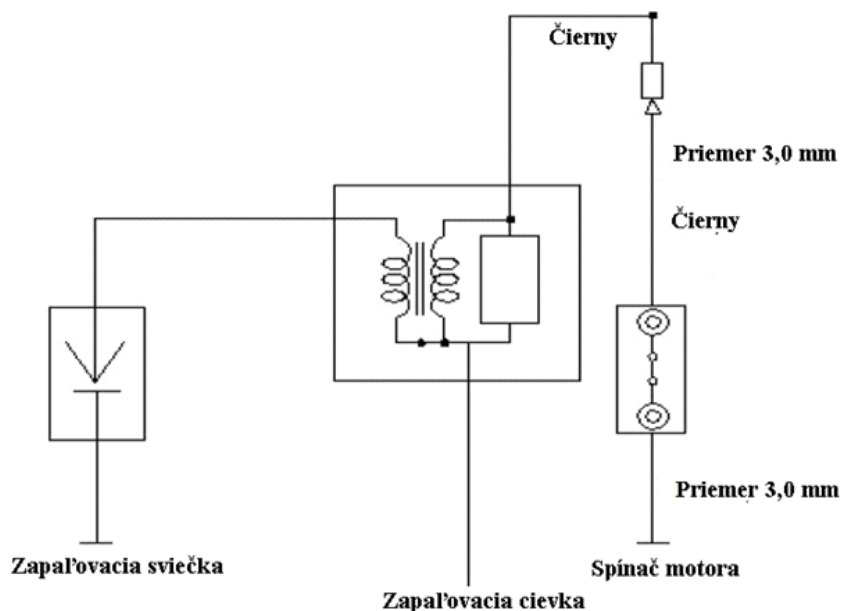 Čierny
Priemer 3,0 mm
Čierny
Priemer 3,0 mm
Zapaľovacia sviečka
Spínač motora
Zapaľovacia cievka